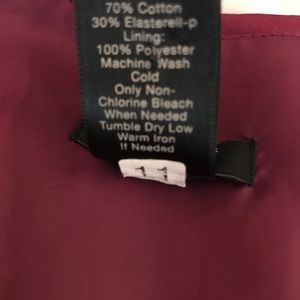 70% Cotton
30% Elasterell-p
Lining:
100% Polyester
Machine Wash
Cold
Only Non-
Chlorine Bleach
When Needed
Tumble Dry Low
Warm Iron
If Needed
11